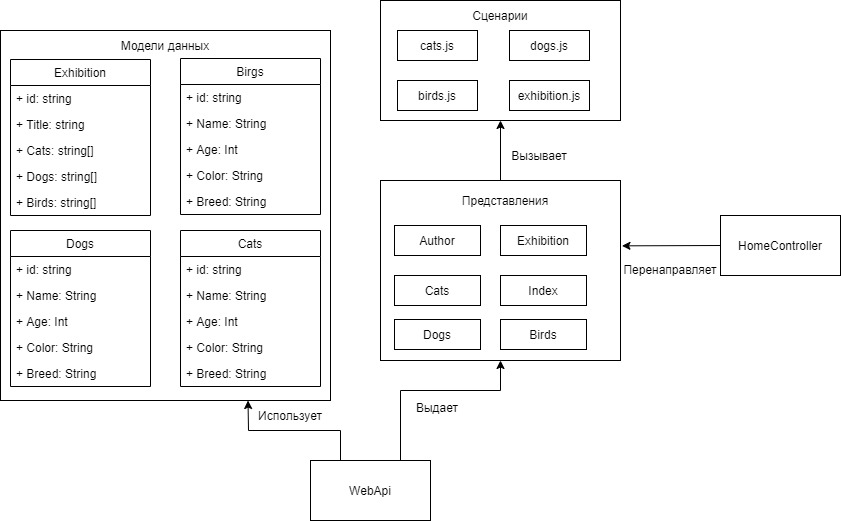 Модели данных
Exhibition
+ id: string
+ Title: string
+ Cats: string[]
+ Dogs: string[]
+ Birds: string[]
Birgs
+ id: string
+ Name: String
+ Age: Int
+ Color: String
+ Breed: String
Dogs
+ id: string
+ Name: String
+ Age: Int
+ Color: String
+ Breed: String
Cats
+ id: string
+ Name: String
+ Age: Int
+ Color: String
+ Breed: String
Сценарии
cats.js
dogs.js
birds.js
exhibition.js
Вызывает
Представления
Author
Exhibition
Cats
Index
Dogs
Birds
HomeController
Перенаправляет
Использует
Выдает
WebApi